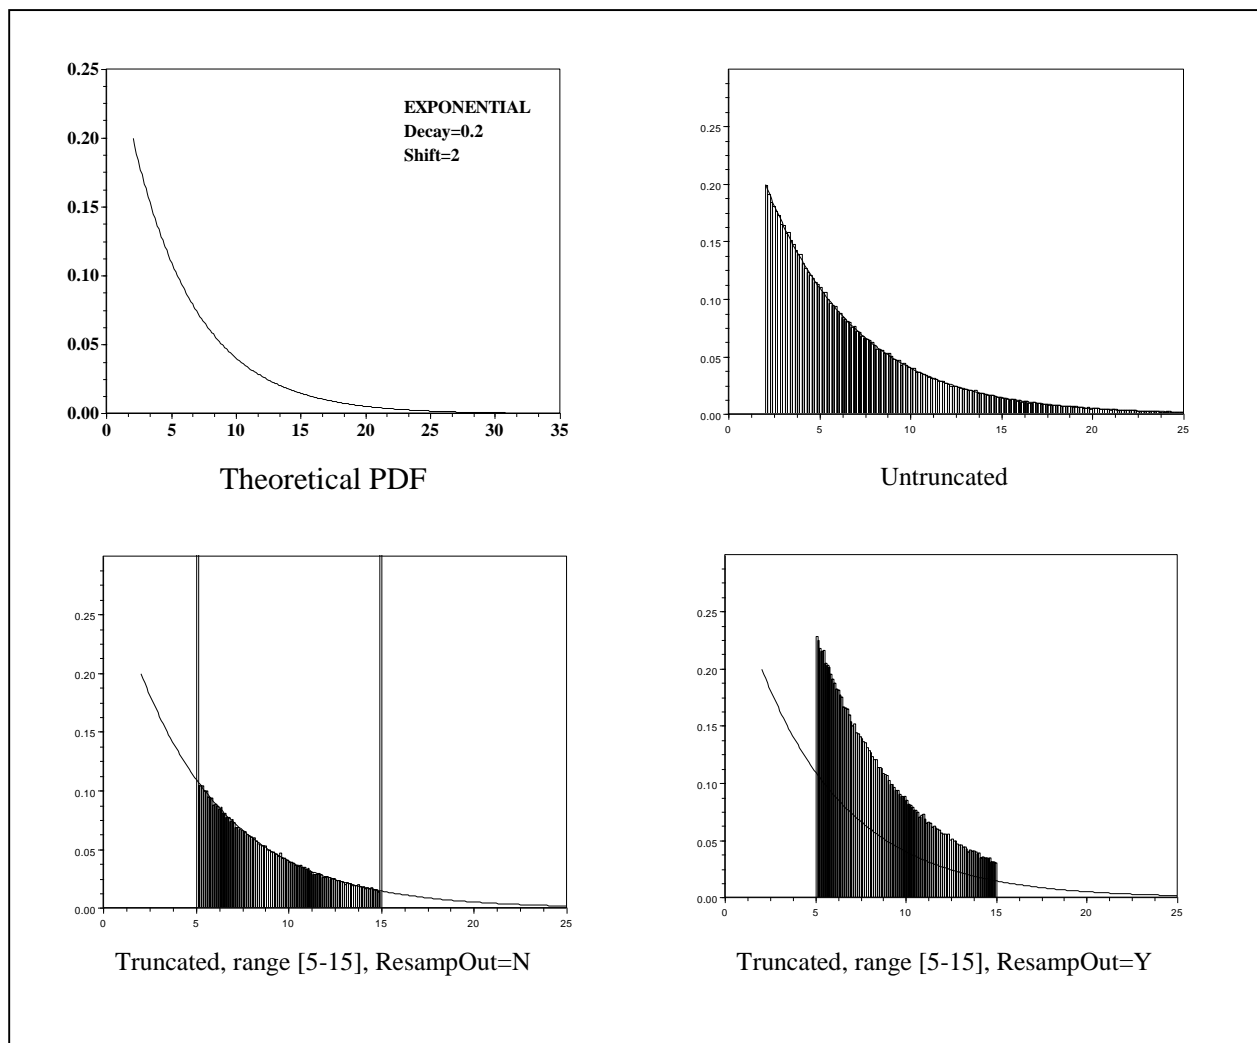 0.25
0.20
0.15
0.10
0.05
0.00
0 5 10 15 20 25 30 35
EXPONENTIAL
Decay=0.2
Shift=2
Theoretical PDF
0.25
0.20
0.15
0.10
0.05
0.00
0 5 10 15 20 25
Untruncated
0.25
0.20
0.15
0.10
0.05
0.00
0 5 10 15 20 25
Truncated, range [5-15], ResampOut=N
0.25
0.20
0.15
0.10
0.05
0.00
0 5 10 15 20 25
Truncated, range [5-15], ResampOut=Y